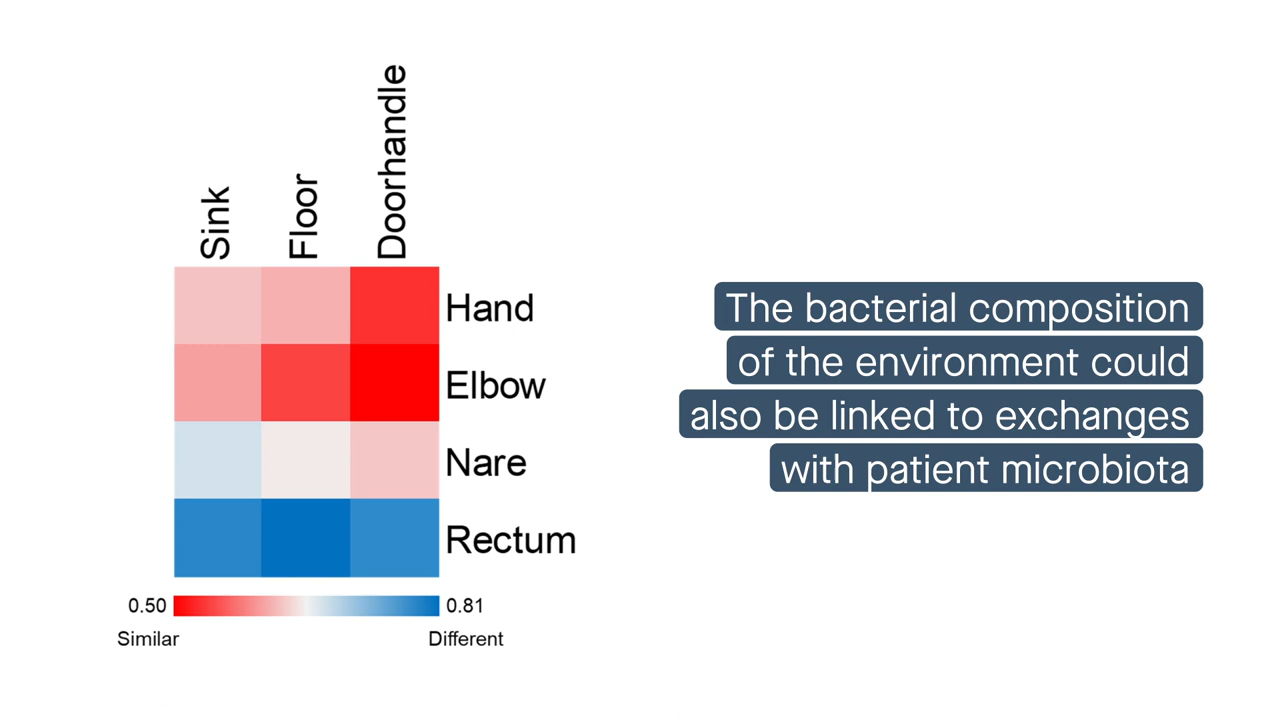 Sink
Floor
Doorhandle
Hand
Elbow
Nare
Rectum
0.50
0.81
Similar
Different
The bacterial composition
of the environment could
also be linked to exchanges
with patient microbiota